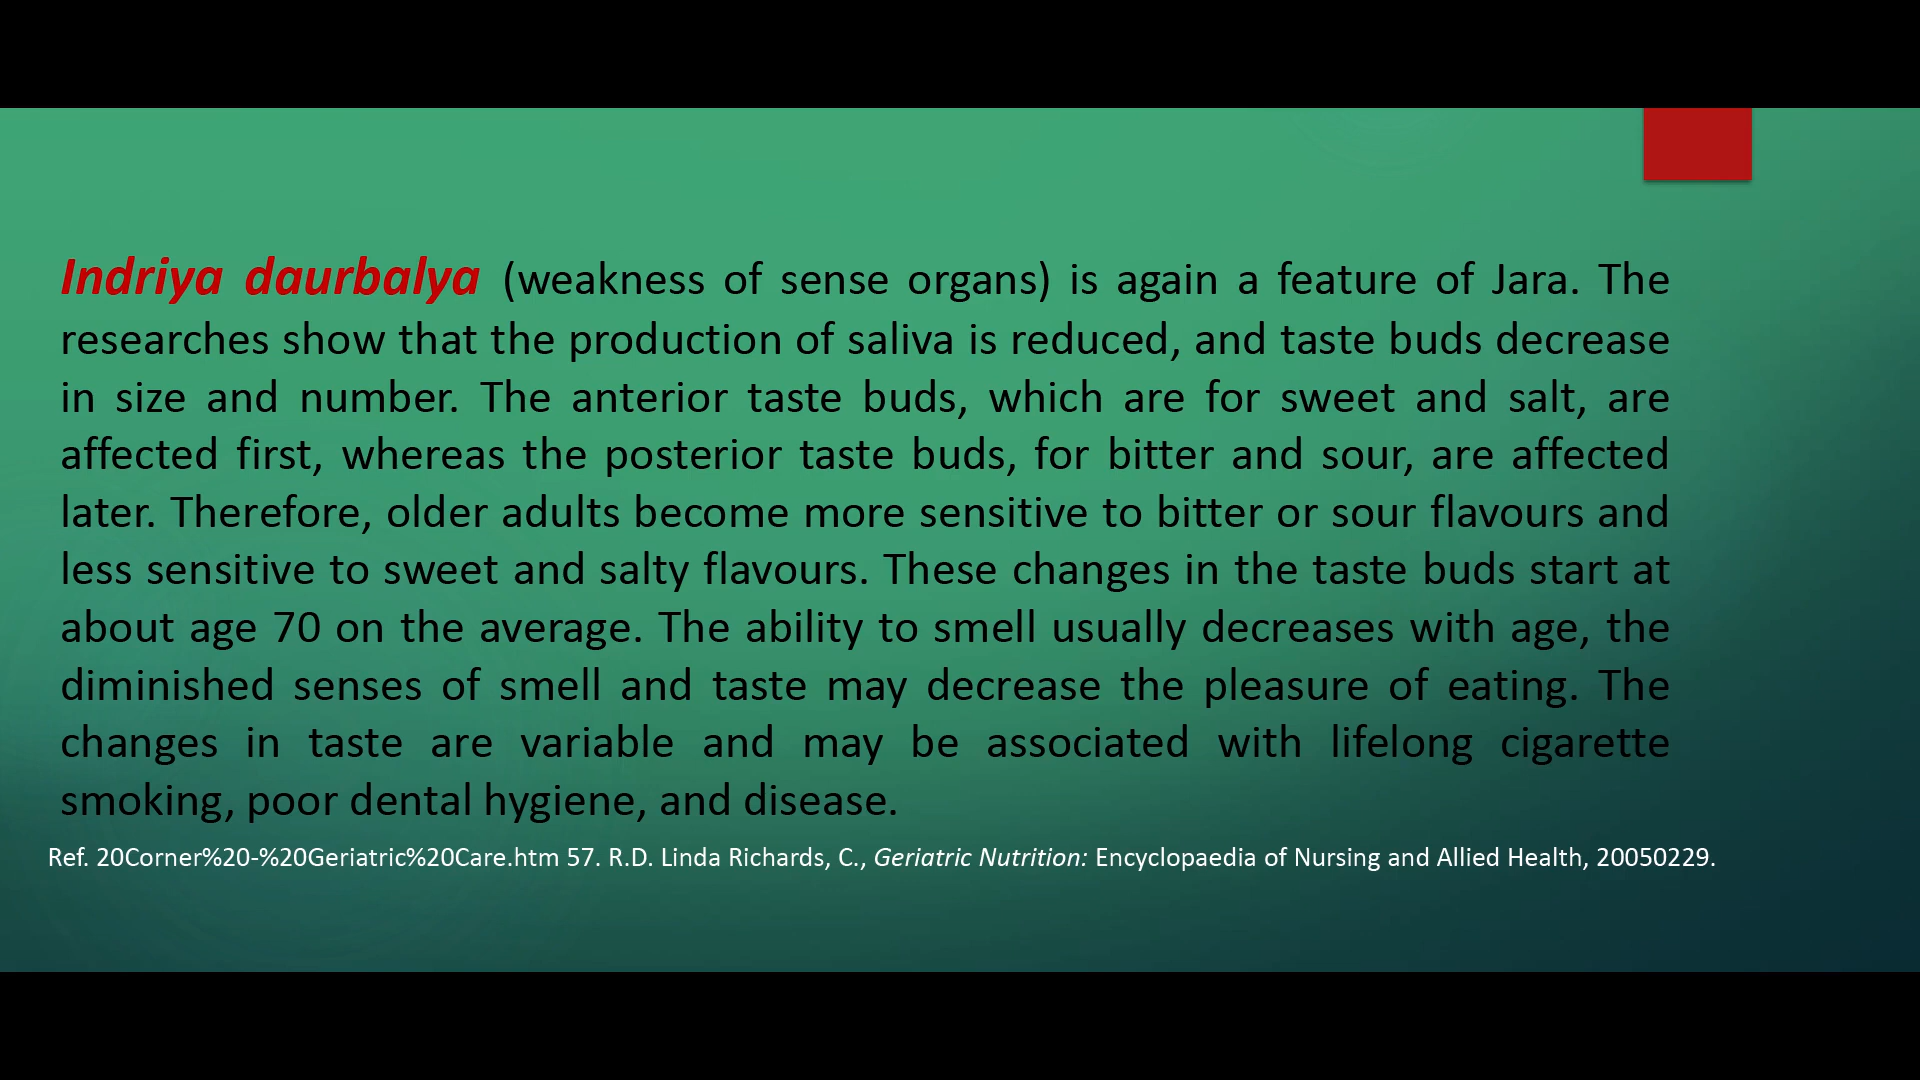 Indriya daurbalya (weakness of sense organs) is again a feature of Jara. The
researches show that the production of saliva is reduced, and taste buds decrease
in size and number. The anterior taste buds, which are for sweet and salt, are
affected first, whereas the posterior taste buds, for bitter and sour, are affected
later. Therefore, older adults become more sensitive to bitter or sour flavours and
less sensitive to sweet and salty flavours. These changes in the taste buds start at
about age 70 on the average. The ability to smell usually decreases with age, the
diminished senses of smell and taste may decrease the pleasure of eating. The
changes in taste are variable and may be associated with lifelong cigarette
smoking, poor dental hygiene, and disease.
Ref. 20Corner%20-%20Geriatric%20Care.htm 57. R.D. Linda Richards, C., Geriatric Nutrition: Encyclopaedia of Nursing and Allied Health, 20050229.